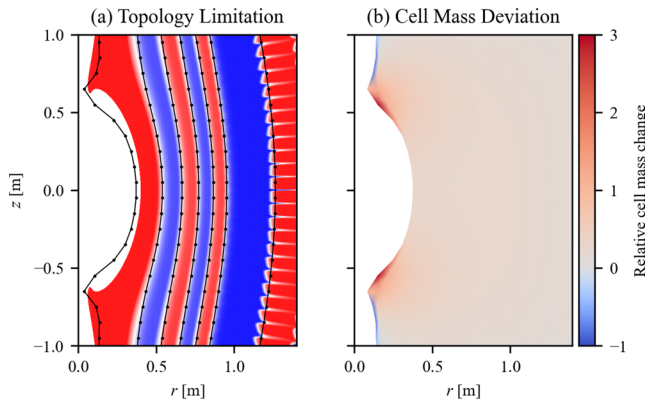 (a) Topology Limitation
(b) Cell Mass Deviation
1.0
0.5
0.0
−0.5
−1.0
z [m]
0.0 0.5 1.0
r [m]
0.0 0.5 1.0
r [m]
3
2
1
0
−1
Relative cell mass change